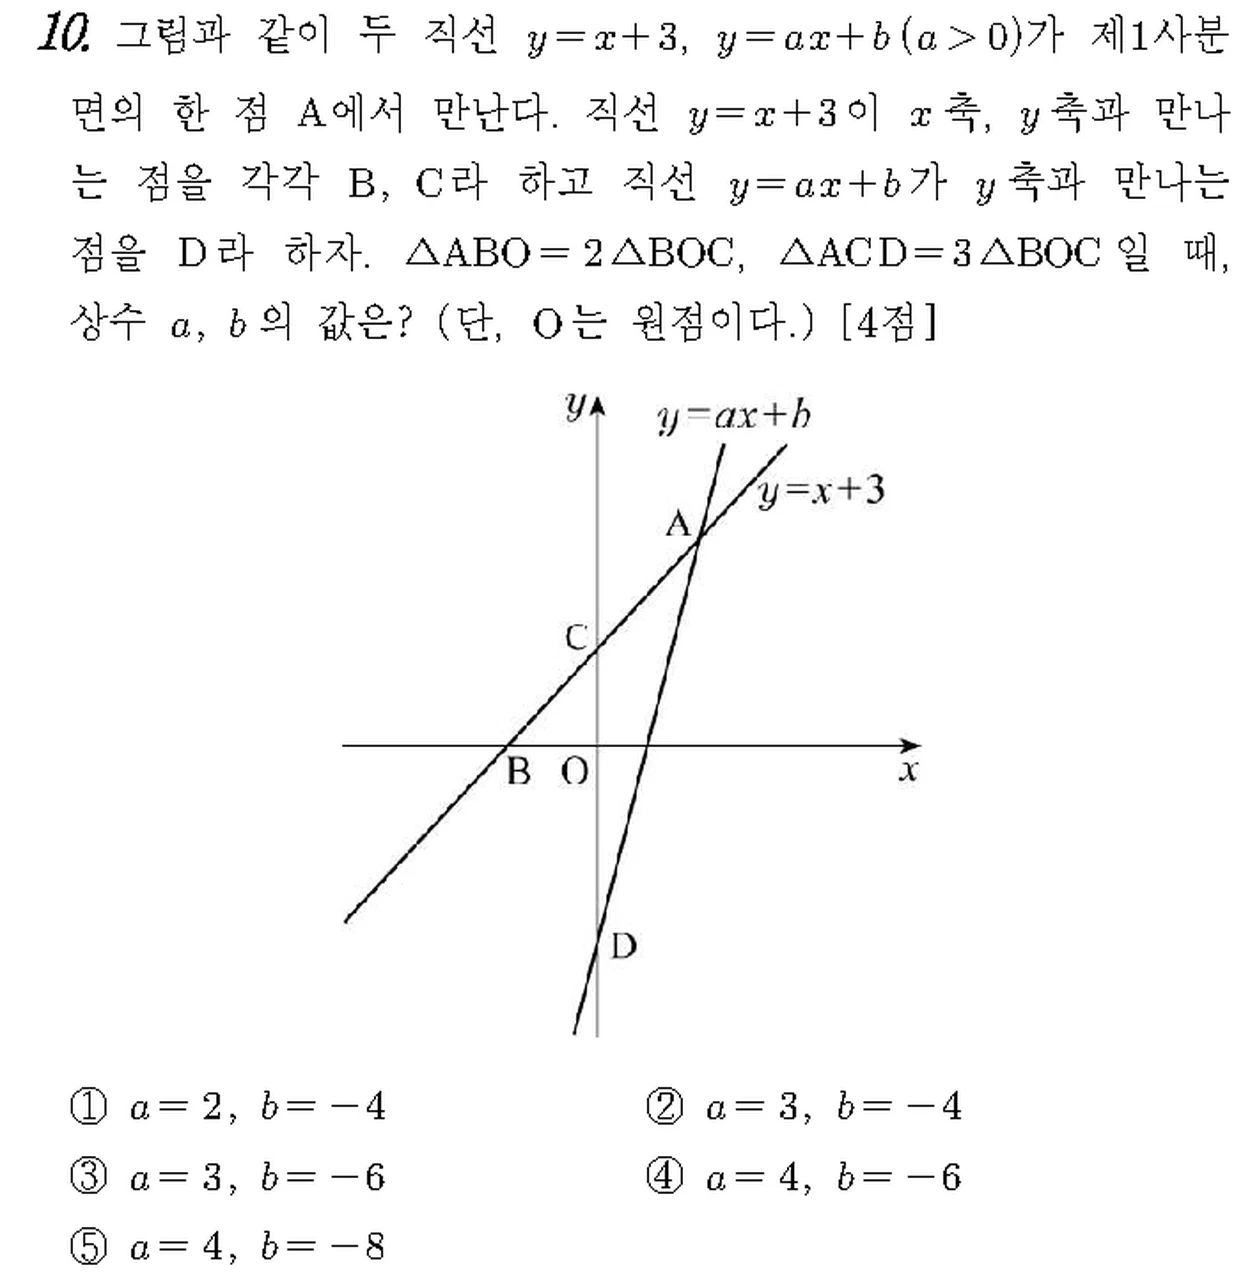 10. 그림과 같이 두 직선 y=x+3, y=ax+b(a>0)가 제1사분
면의 한 점 A에서 만난다. 직선 y=x+3이 x축, y축과 만나
는 점을 각각 B, C라 하고 직선 y=ax+b가 y축과 만나는
점을 D라 하자. △ABO=2△BOC, △ACD=3△BOC일 때,
상수 a, b의 값은? (단, O는 원점이다.) [4점]
y
y=ax+b
y=x+3
A
C
B O
x
D
① a=2, b=-4 ② a=3, b=-4
③ a=3, b=-6 ④ a=4, b=-6
⑤ a=4, b=-8